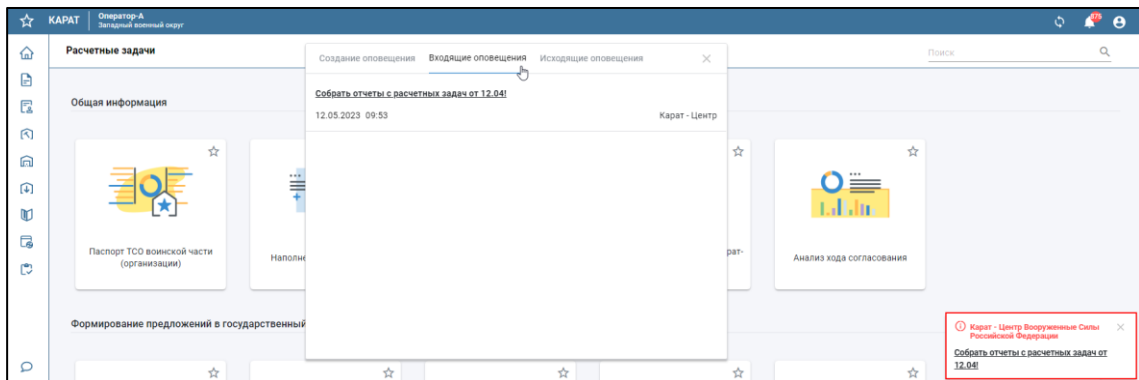 КАРАТ
Оператор-А
Западный военный округ
875
Расчетные задачи
Поиск
Создание оповещения Входящие оповещения Исходящие оповещения
Собрать отчеты с расчетных задач от 12.04!
12.05.2023 09:53 Карат - Центр
Общая информация
Паспорт ТСО воинской части
(организации)
Наполне
рат-
Анализ хода согласования
Формирование предложений в государственный
Карат - Центр Вооруженные Силы
Российской Федерации
Собрать отчеты с расчетных задач от
12.04!